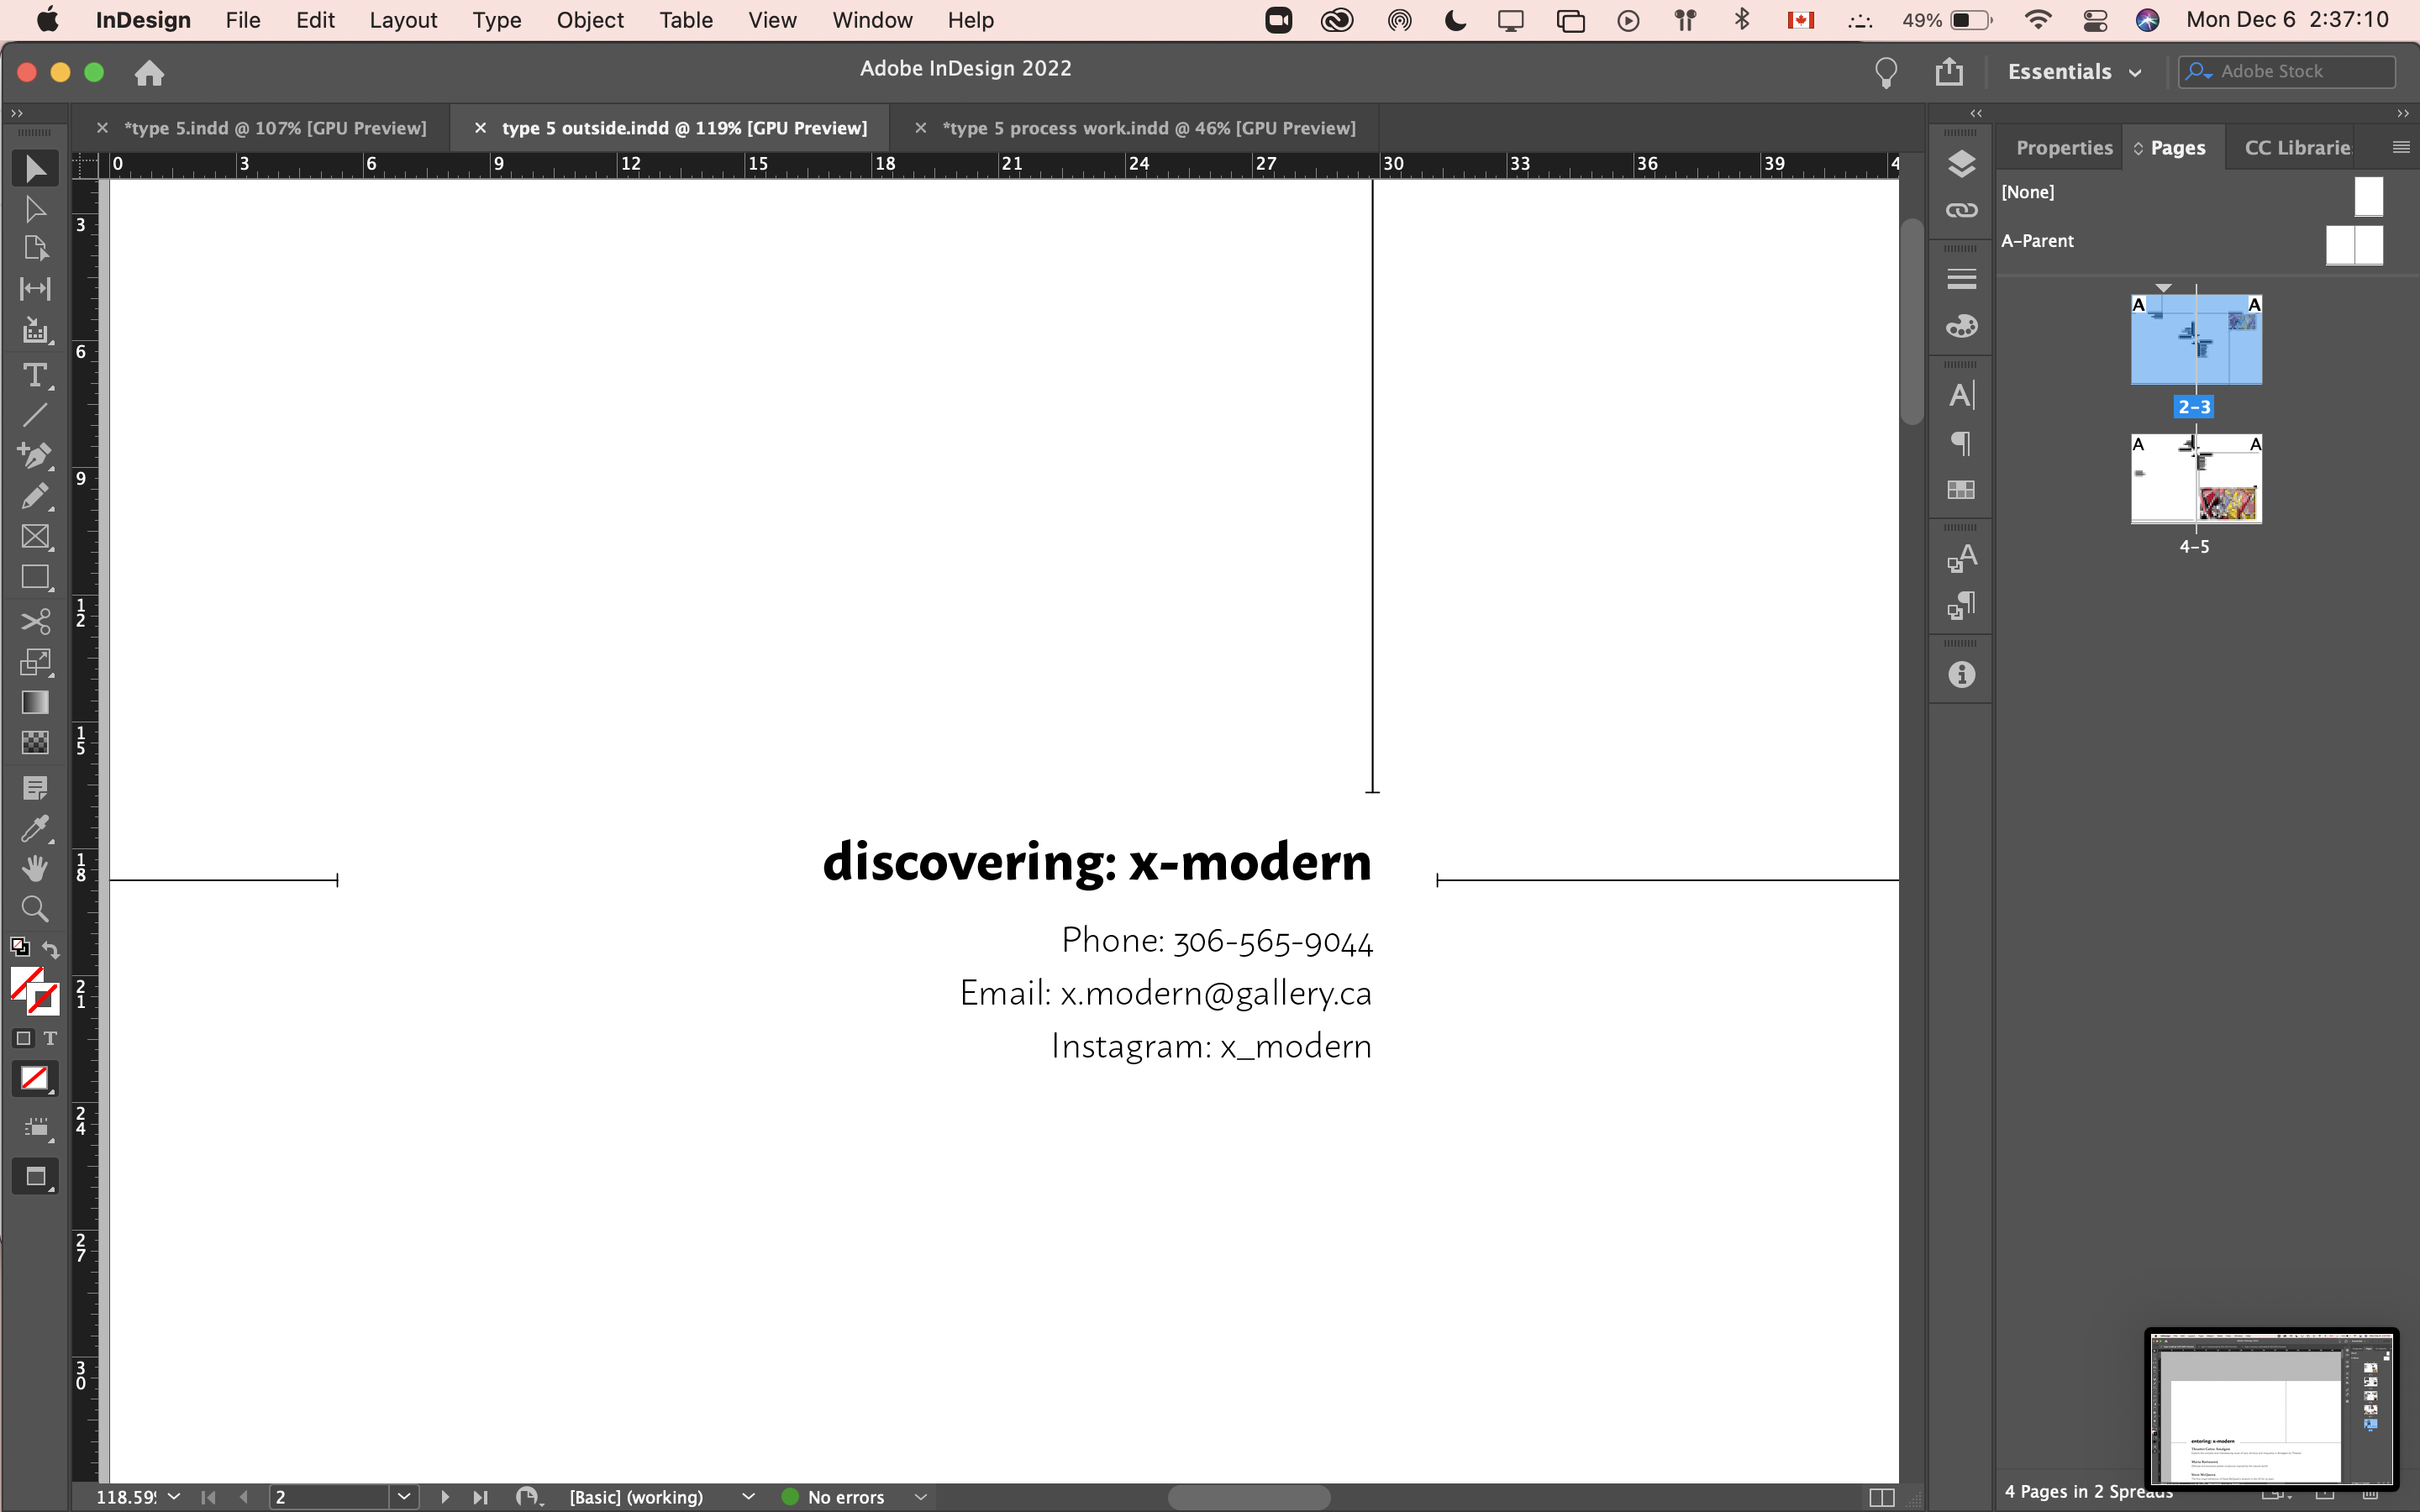 InDesign File Edit Layout Type Object Table View Window Help 49% Mon Dec 6 2:37:10
Adobe InDesign 2022 Essentials Adobe Stock
*type 5.indd @ 107% [GPU Preview] type 5 outside.indd @ 119% [GPU Preview] *type 5 process work.indd @ 46% [GPU Preview]
Properties Pages CC Librarie
0 3 6 9 12 15 18 21 24 27 30 33 36 39 4
[None]
A-Parent
A A
2-3
A A
4-5
3
6
9
12
15
18
21
24
27
30
discovering: x-modern
Phone: 306-565-9044
Email: x.modern@gallery.ca
Instagram: x_modern
entering: x-modern
118.59% 2 [Basic] (working) No errors
4 Pages in 2 Spreads